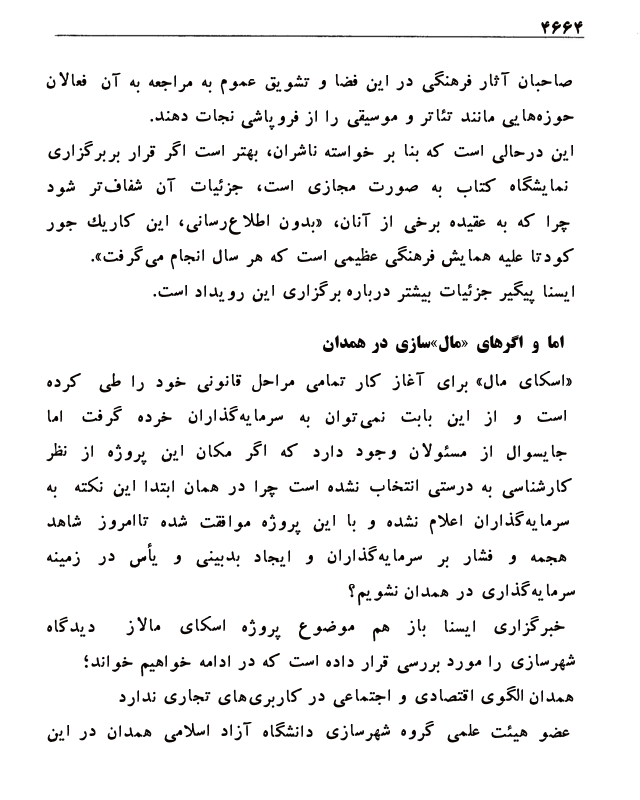 ۴۶۶۴
صاحبان آثار فرهنگی در این فضا و تشویق عموم به مراجعه به آن فعالان
حوزه‌هایی مانند تئاتر و موسیقی را از فروپاشی نجات دهند.
این درحالی است که بنا بر خواسته ناشران، بهتر است اگر قرار بربرگزاری
نمایشگاه کتاب به صورت مجازی است، جزئیات آن شفاف‌تر شود
چرا که به عقیده برخی از آنان، «بدون اطلاع‌رسانی، این کاریك جور
کودتا علیه همایش فرهنگی عظیمی است که هر سال انجام می‌گرفت».
ایسنا پیگیر جزئیات بیشتر درباره برگزاری این رویداد است.
اما و اگرهای «مال»سازی در همدان
«اسکای مال» برای آغاز کار تمامی مراحل قانونی خود را طی کرده
است و از این بابت نمی‌توان به سرمایه‌گذاران خرده گرفت اما
جایسوال از مسئولان وجود دارد که اگر مکان این پروژه از نظر
کارشناسی به درستی انتخاب نشده است چرا در همان ابتدا این نکته به
سرمایه‌گذاران اعلام نشده و با این پروژه موافقت شده تاامروز شاهد
هجمه و فشار بر سرمایه‌گذاران و ایجاد بدبینی و یأس در زمینه
سرمایه‌گذاری در همدان نشویم؟
خبرگزاری ایسنا باز هم موضوع پروژه اسکای مالاز دیدگاه
شهرسازی را مورد بررسی قرار داده است که در ادامه خواهیم خواند؛
همدان الگوی اقتصادی و اجتماعی در کاربری‌های تجاری ندارد
عضو هیئت علمی گروه شهرسازی دانشگاه آزاد اسلامی همدان در این